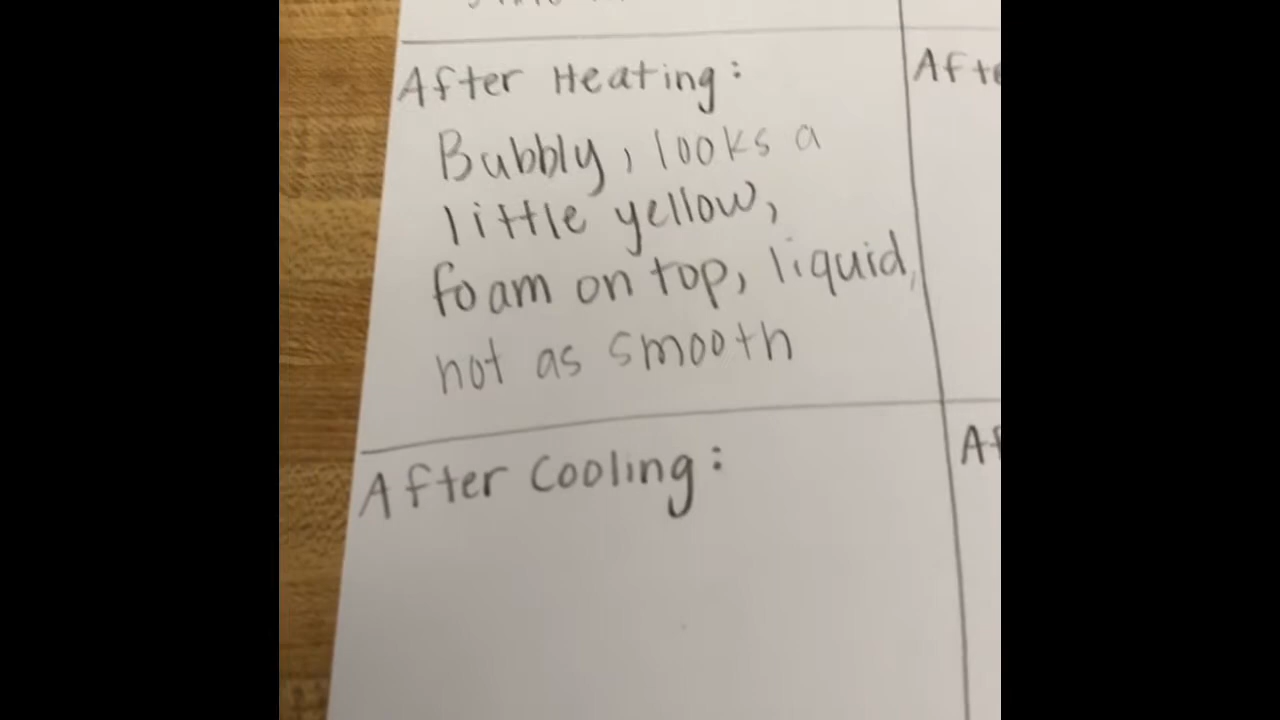 After Heating:
Bubbly, looks a
little yellow,
foam on top, liquid,
not as smooth
After Cooling: